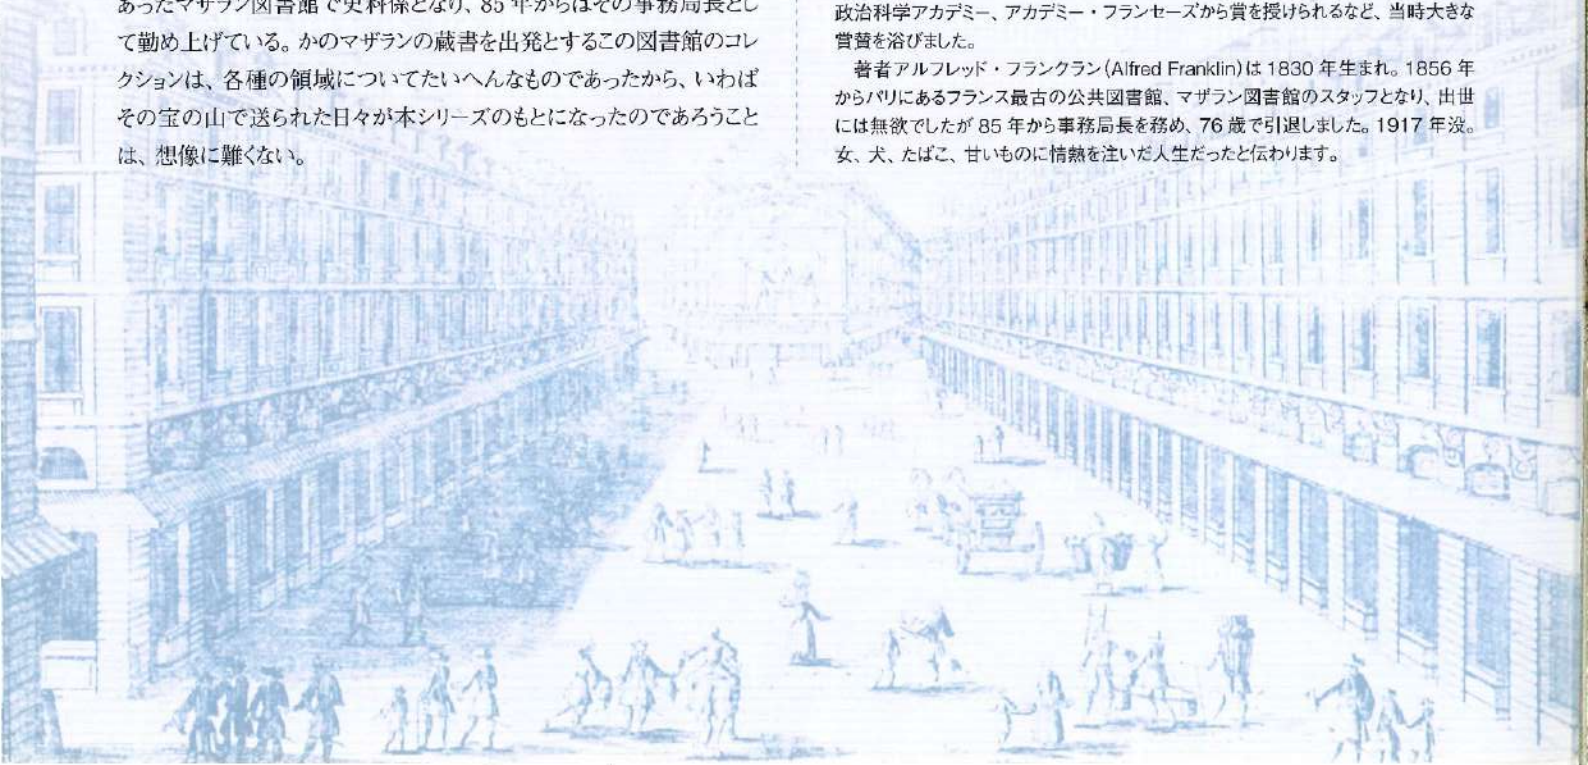 あったマザラン図書館で史料係となり、85年からはその事務局長とし
て勤め上げている。かのマザランの蔵書を出発とするこの図書館のコレ
クションは、各種の領域についてたいへんなものであったから、いわば
その宝の山で送られた日々が本シリーズのもとになったのであろうこと
は、想像に難くない。
政治科学アカデミー、アカデミー・フランセーズから賞を授けられるなど、当時大きな
賞賛を浴びました。
著者アルフレッド・フランクラン(Alfred Franklin)は1830年生まれ。1856年
からパリにあるフランス最古の公共図書館、マザラン図書館のスタッフとなり、出世
には無欲でしたが85年から事務局長を務め、76歳で引退しました。1917年没。
女、犬、たばこ、甘いものに情熱を注いだ人生だったと伝わります。